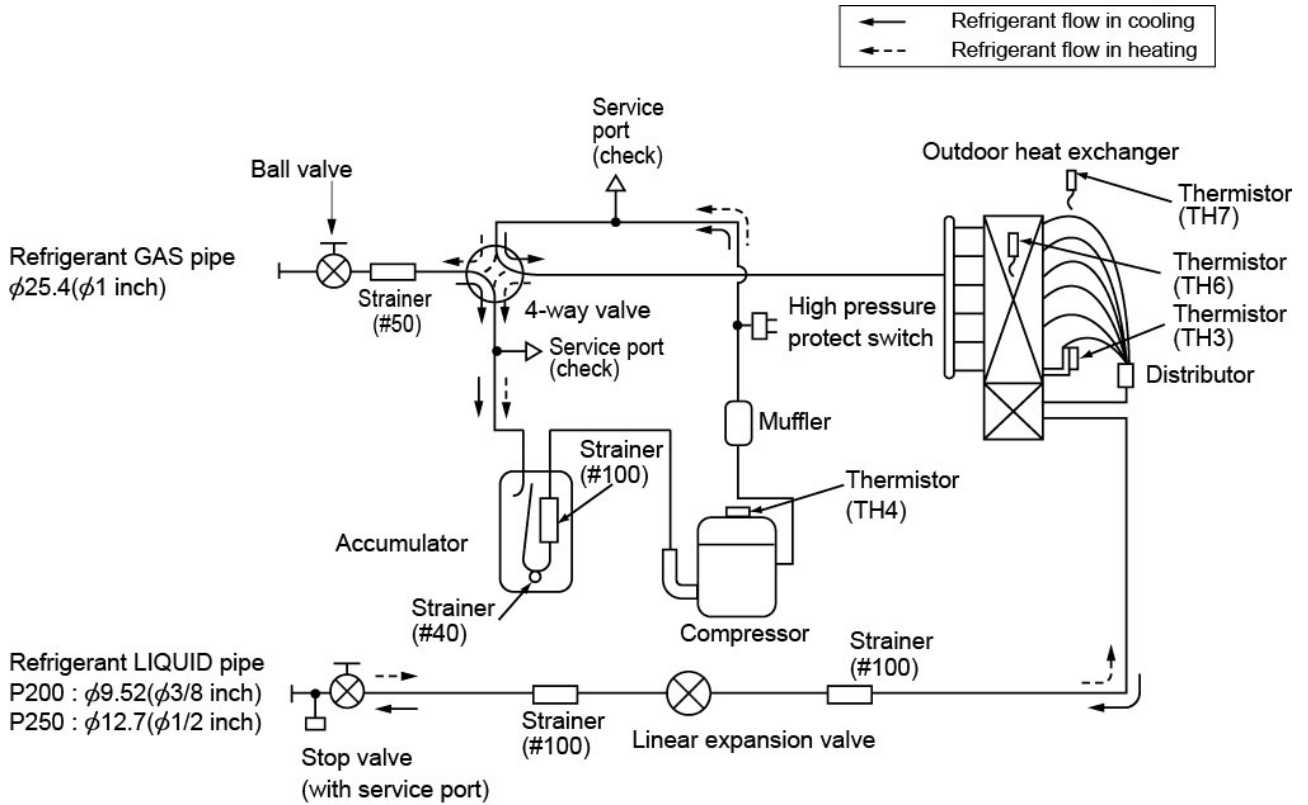 Refrigerant flow in cooling
Refrigerant flow in heating
Service
port
(check)
Ball valve
Outdoor heat exchanger
Thermistor
(TH7)
Refrigerant GAS pipe
ϕ25.4(ϕ1 inch)
Strainer
(#50)
4-way valve
High pressure
protect switch
Thermistor
(TH6)
Thermistor
(TH3)
Service port
(check)
Distributor
Muffler
Strainer
(#100)
Thermistor
(TH4)
Accumulator
Strainer
(#40)
Compressor
Refrigerant LIQUID pipe
P200 : ϕ9.52(ϕ3/8 inch)
P250 : ϕ12.7(ϕ1/2 inch)
Strainer
(#100)
Strainer
(#100)
Linear expansion valve
Stop valve
(with service port)